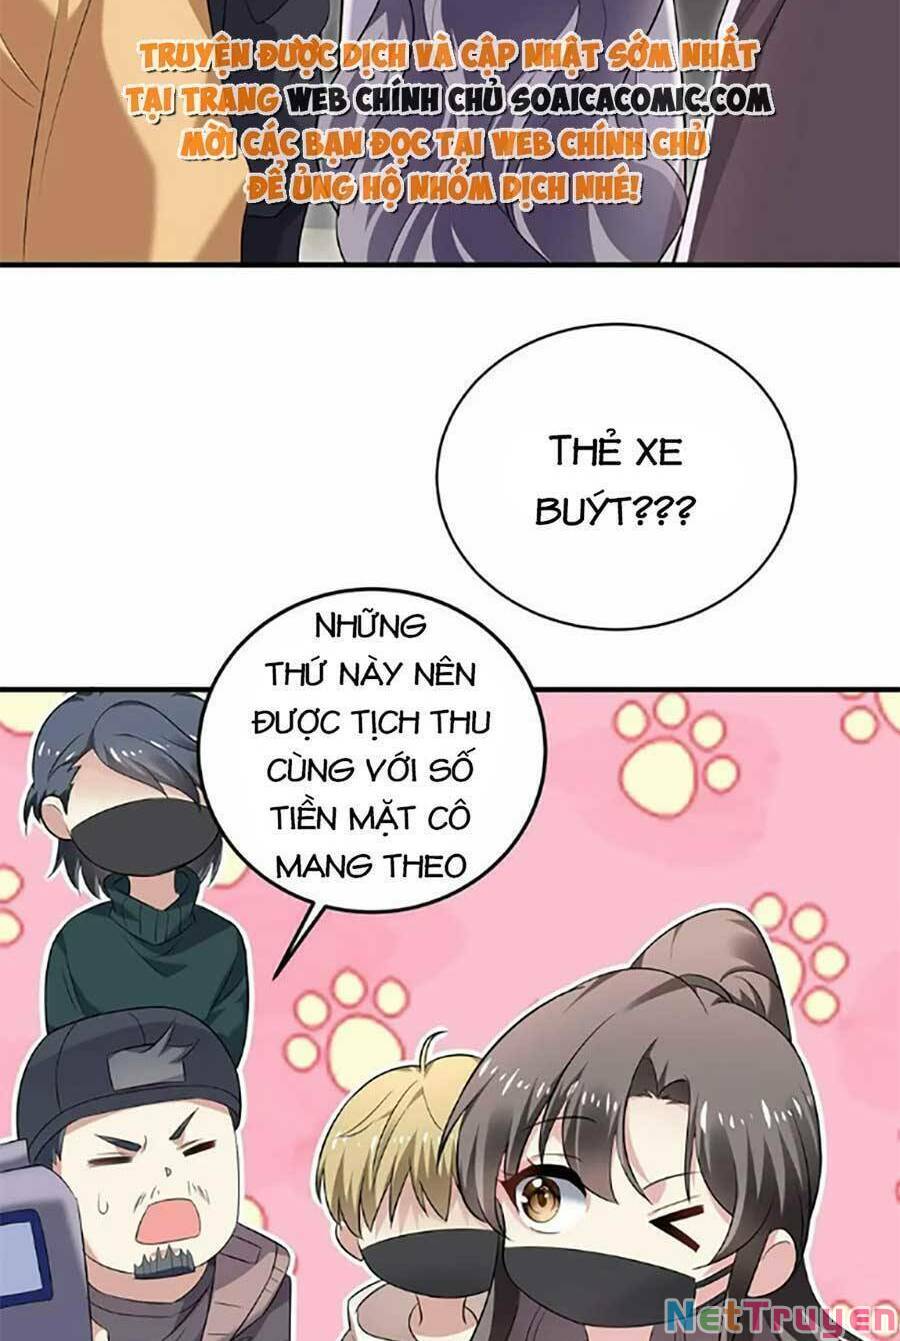 TRUYỆN ĐƯỢC DỊCH VÀ CẬP NHẬT SỚM NHẤT
TẠI TRANG WEB CHÍNH CHỦ SOAICACOMIC.COM
MỜI CÁC BẠN ĐỌC TẠI WEB CHÍNH CHỦ
ĐỂ ỦNG HỘ NHÓM DỊCH NHÉ!
THẺ XE
BUÝT???
NHỮNG
THỨ NÀY NÊN
ĐƯỢC TỊCH THU
CÙNG VỚI SỐ
TIỀN MẶT CÔ
MANG THEO
NetTruyen